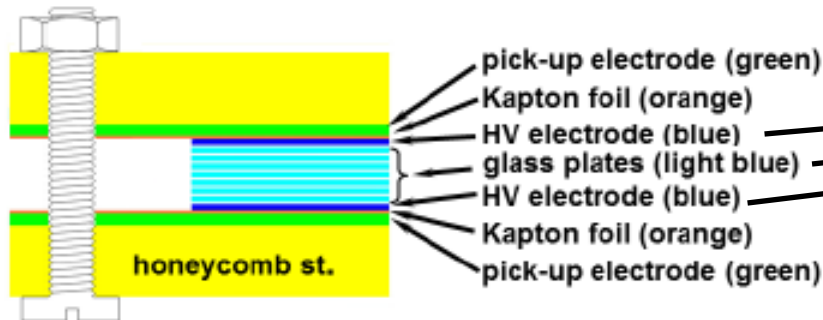 pick-up electrode (green)
Kapton foil (orange)
HV electrode (blue)
glass plates (light blue)
HV electrode (blue)
Kapton foil (orange)
pick-up electrode (green)
honeycomb st.